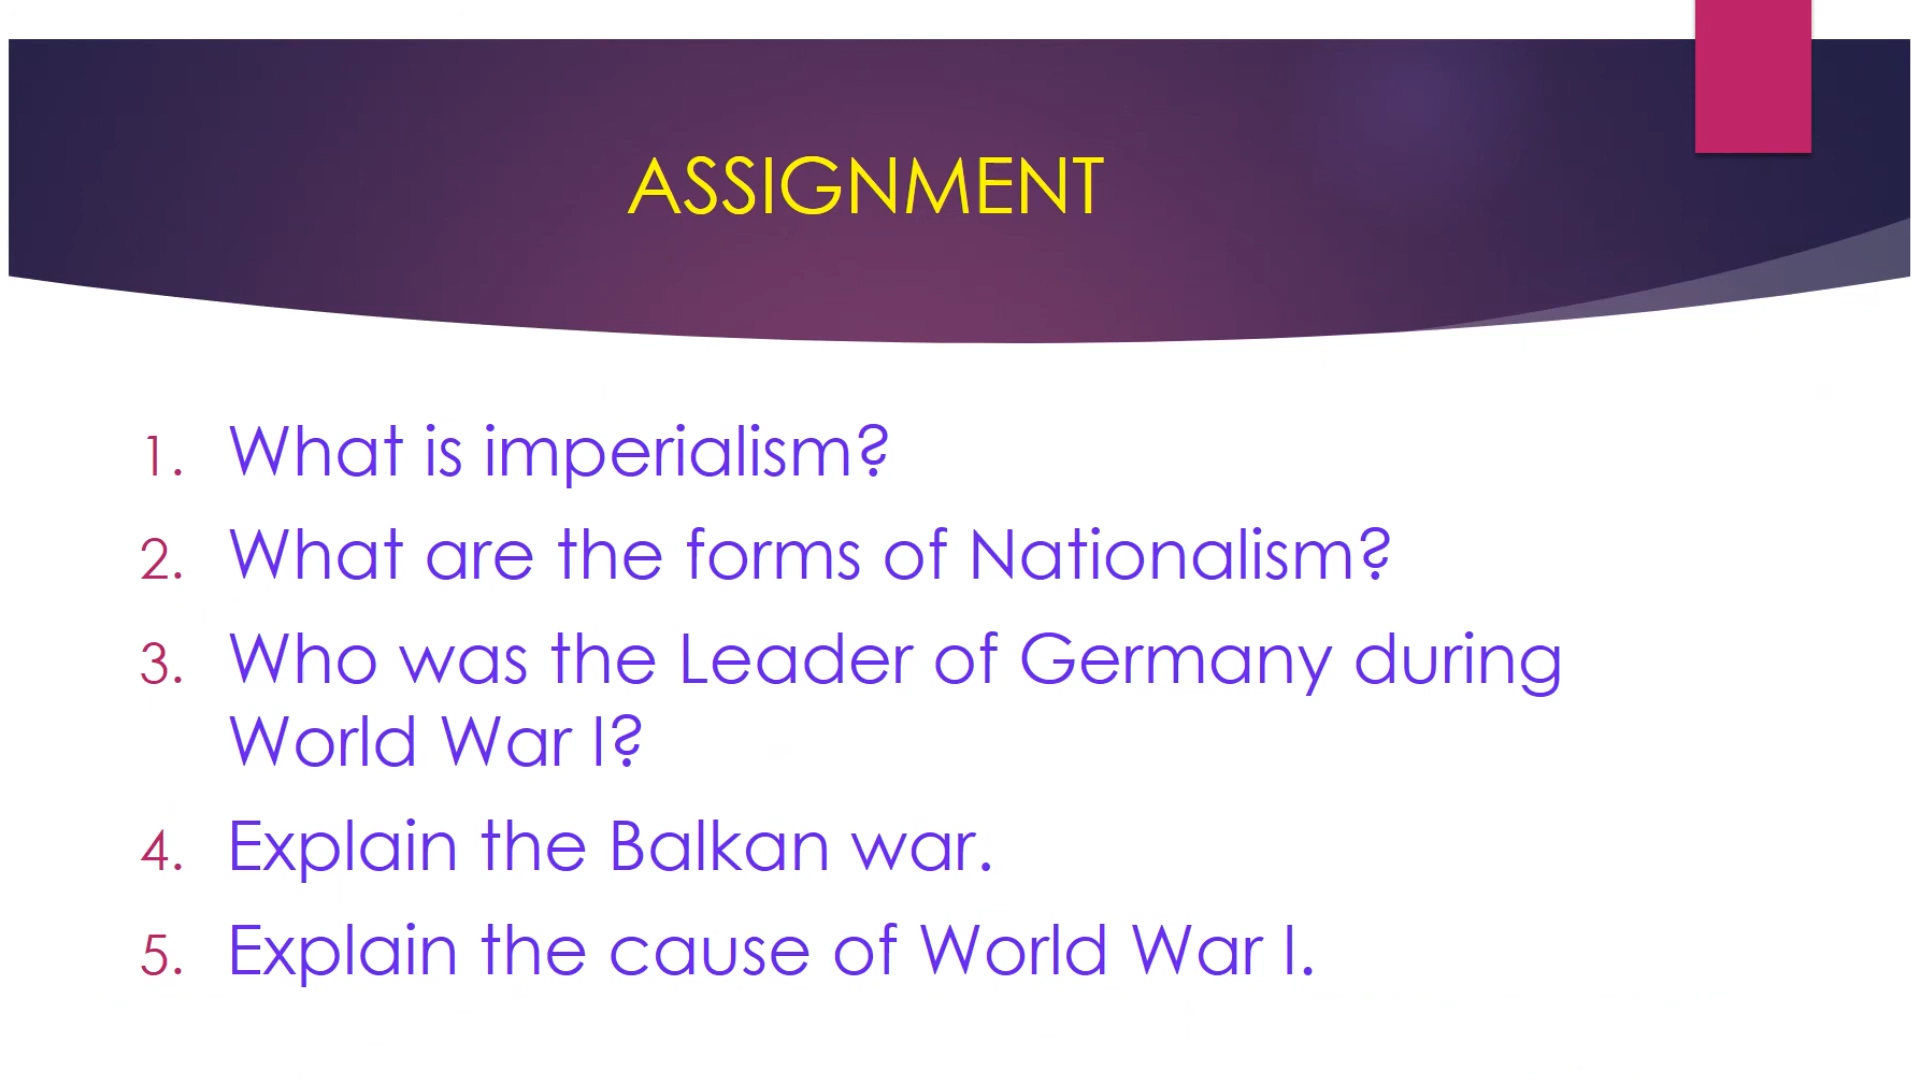 ASSIGNMENT
1. What is imperialism?
2. What are the forms of Nationalism?
3. Who was the Leader of Germany during
World War I?
4. Explain the Balkan war.
5. Explain the cause of World War I.